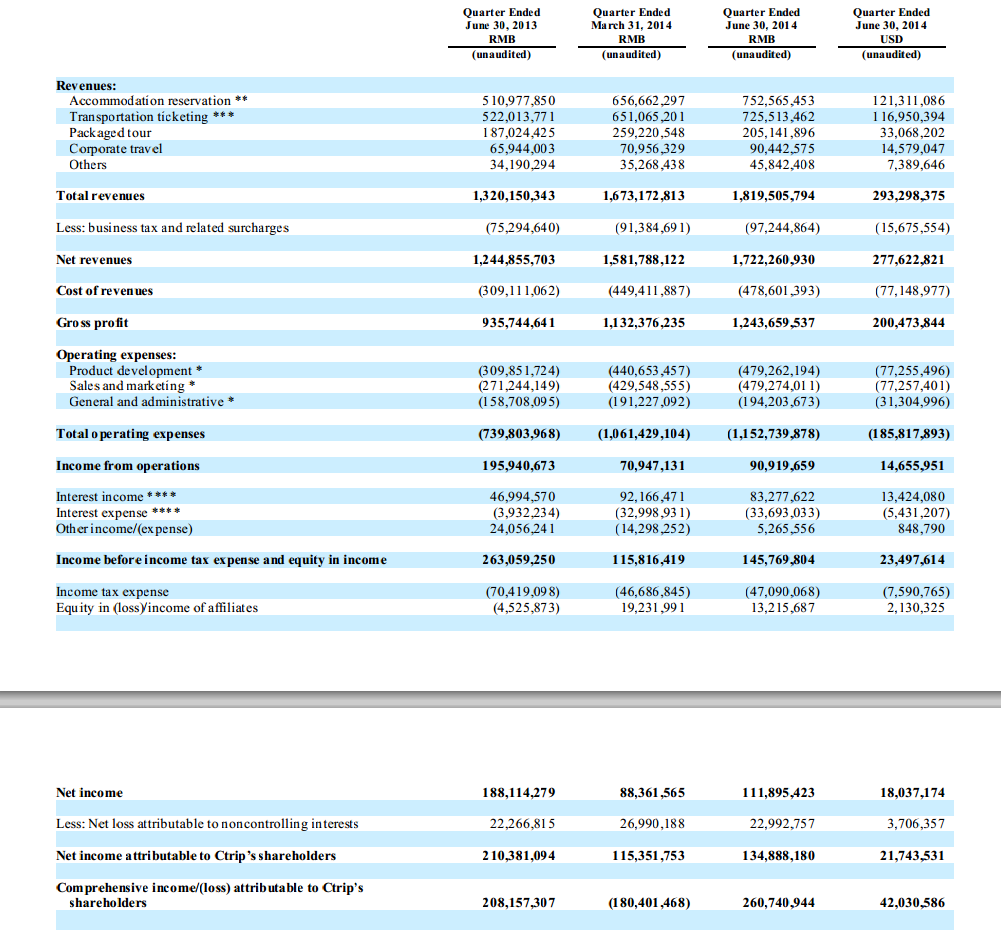 Quarter Ended Quarter Ended Quarter Ended Quarter Ended
June 30, 2013 March 31, 2014 June 30, 2014 June 30, 2014
RMB RMB RMB USD
(unaudited) (unaudited) (unaudited) (unaudited)
Revenues:
Accommodation reservation ** 510,977,850 656,662,297 752,565,453 121,311,086
Transportation ticketing *** 522,013,771 651,065,201 725,513,462 116,950,394
Packaged tour 187,024,425 259,220,548 205,141,896 33,068,202
Corporate travel 65,944,003 70,956,329 90,442,575 14,579,047
Others 34,190,294 35,268,438 45,842,408 7,389,646
Total revenues 1,320,150,343 1,673,172,813 1,819,505,794 293,298,375
Less: business tax and related surcharges (75,294,640) (91,384,691) (97,244,864) (15,675,554)
Net revenues 1,244,855,703 1,581,788,122 1,722,260,930 277,622,821
Cost of revenues (309,111,062) (449,411,887) (478,601,393) (77,148,977)
Gross profit 935,744,641 1,132,376,235 1,243,659,537 200,473,844
Operating expenses:
Product development * (309,851,724) (440,653,457) (479,262,194) (77,255,496)
Sales and marketing * (271,244,149) (429,548,555) (479,274,011) (77,257,401)
General and administrative * (158,708,095) (191,227,092) (194,203,673) (31,304,996)
Total operating expenses (739,803,968) (1,061,429,104) (1,152,739,878) (185,817,893)
Income from operations 195,940,673 70,947,131 90,919,659 14,655,951
Interest income **** 46,994,570 92,166,471 83,277,622 13,424,080
Interest expense **** (3,932,234) (32,998,931) (33,693,033) (5,431,207)
Other income/(expense) 24,056,241 (14,298,252) 5,265,556 848,790
Income before income tax expense and equity in income 263,059,250 115,816,419 145,769,804 23,497,614
Income tax expense (70,419,098) (46,686,845) (47,090,068) (7,590,765)
Equity in (loss)/income of affiliates (4,525,873) 19,231,991 13,215,687 2,130,325
Net income 188,114,279 88,361,565 111,895,423 18,037,174
Less: Net loss attributable to noncontrolling interests 22,266,815 26,990,188 22,992,757 3,706,357
Net income attributable to Ctrip's shareholders 210,381,094 115,351,753 134,888,180 21,743,531
Comprehensive income/(loss) attributable to Ctrip's
shareholders 208,157,307 (180,401,468) 260,740,944 42,030,586